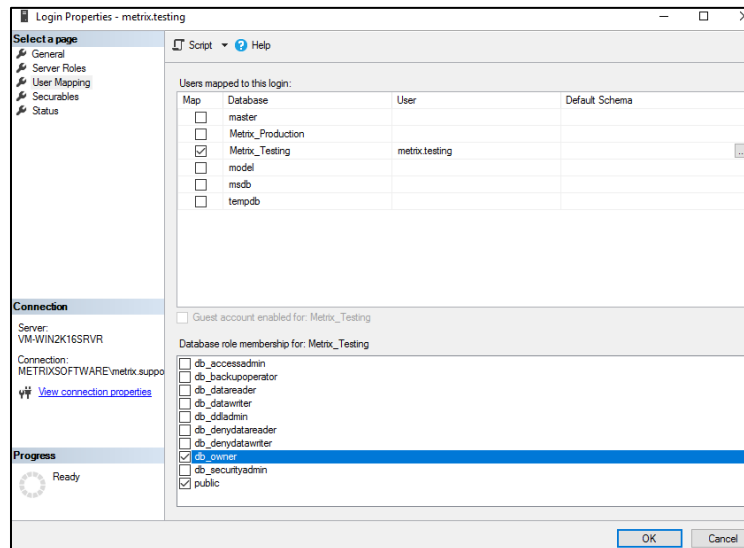 Login Properties - metrix.testing
Select a page
General
Server Roles
User Mapping
Securables
Status
Script
Help
Users mapped to this login:
Map Database User Default Schema
master
Metrix_Production
Metrix_Testing metrix.testing ...
model
msdb
tempdb
Guest account enabled for: Metrix_Testing
Database role membership for: Metrix_Testing
db_accessadmin
db_backupoperator
db_datareader
db_datawriter
db_ddladmin
db_denydatareader
db_denydatawriter
db_owner
db_securityadmin
public
Connection
Server:
VM-WIN2K16SRVR
Connection:
METRIXSOFTWARE\metrix.suppo
View connection properties
Progress
Ready
OK Cancel